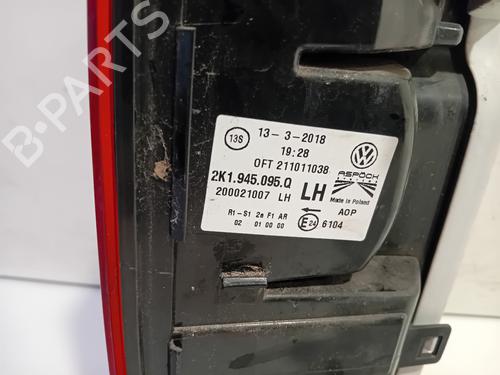 B-PARTS
13S 13-3-2018
19:28
OFT 211011038
2K1.945.095.Q LH
200021007 LH
ASPÖCK
Made in Poland
AOP
R1-S1 2a F1 AR
02 01 00 00
E24 6104